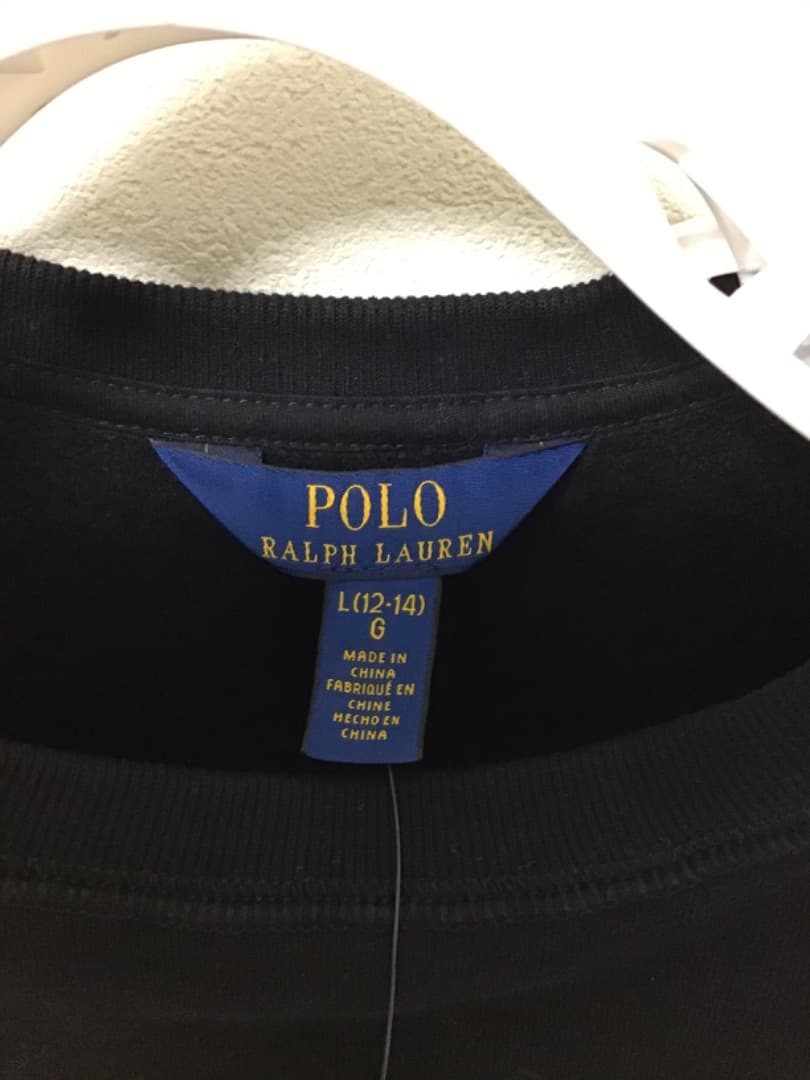 POLO
RALPH LAUREN
L(12-14)
G
MADE IN
CHINA
FABRIQUÉ EN
CHINE
HECHO EN
CHINA